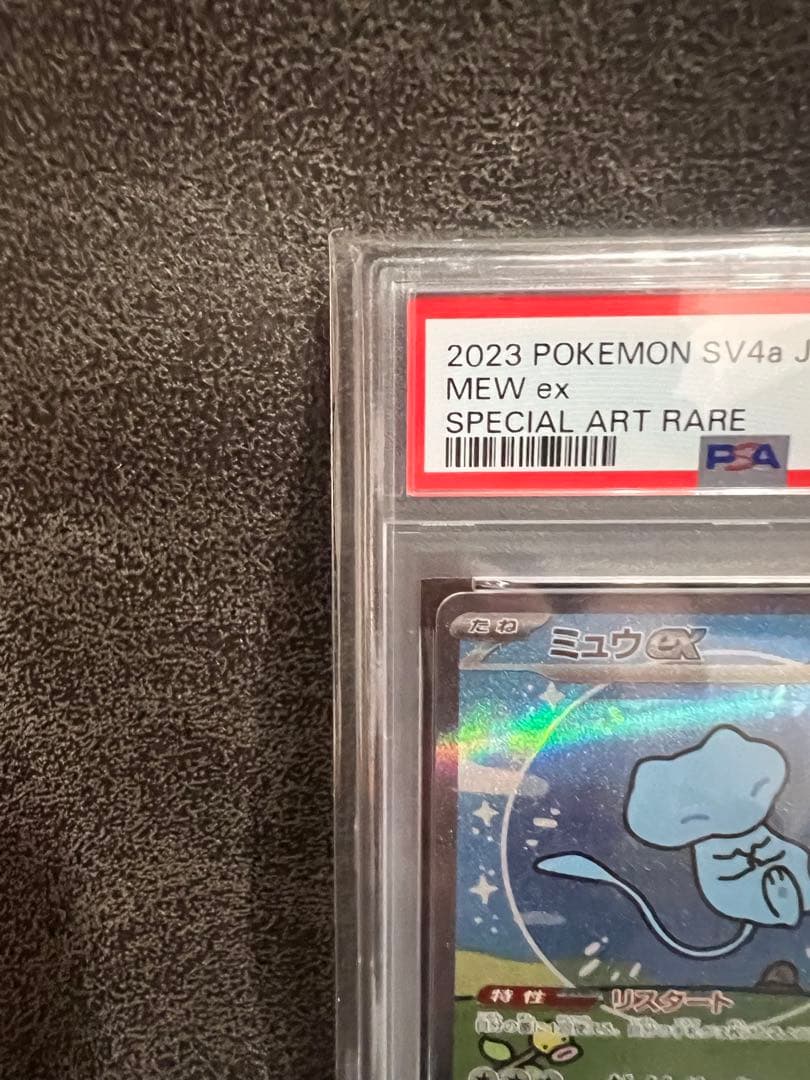 2023 POKEMON SV4a J
MEW ex
SPECIAL ART RARE
PSA
たね
ミュウex
特性 リスタート